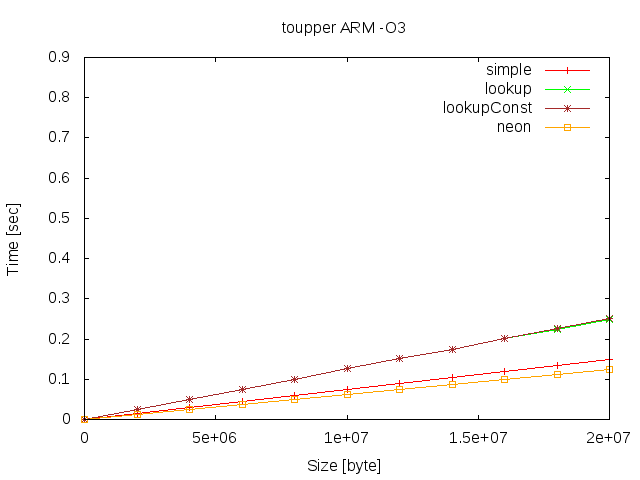 toupper ARM -O3
simple
lookup
lookupConst
neon
0.9
0.8
0.7
0.6
0.5
0.4
0.3
0.2
0.1
0
Time [sec]
0 5e+06 1e+07 1.5e+07 2e+07
Size [byte]